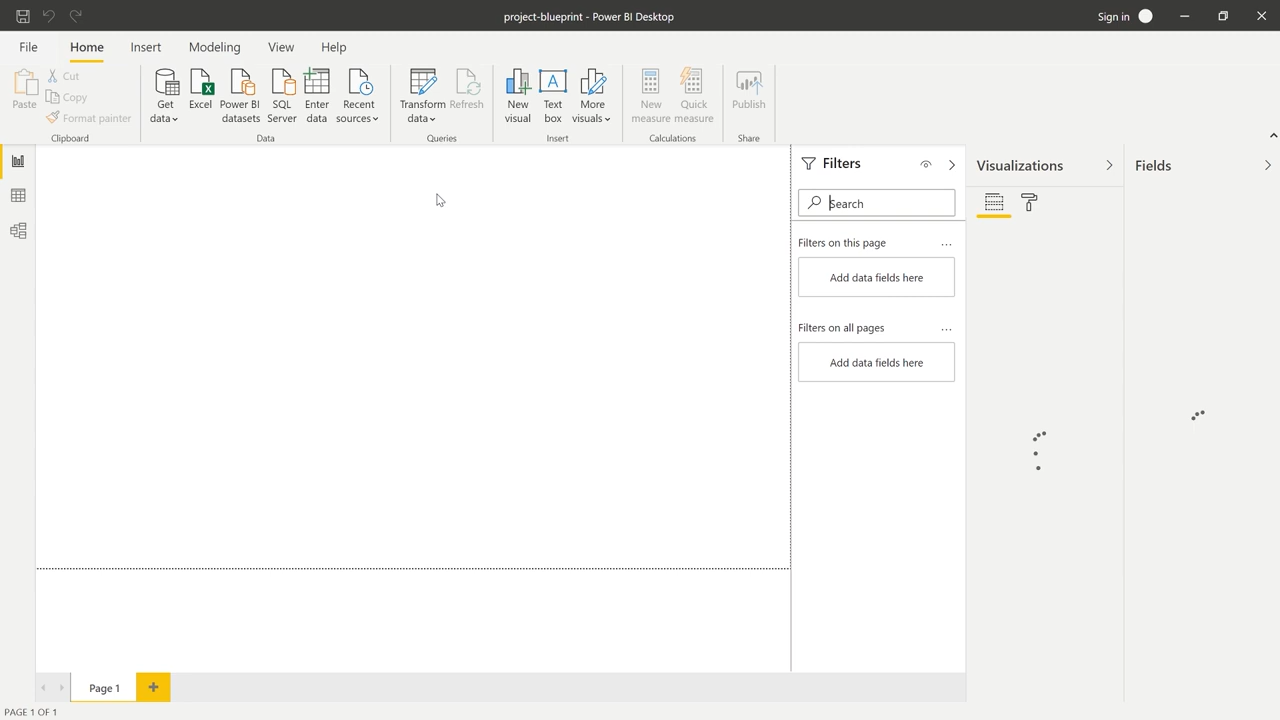 project-blueprint - Power BI Desktop
Sign in
File
Home
Insert
Modeling
View
Help
Paste
Cut
Copy
Format painter
Clipboard
Get data
Excel
Power BI datasets
SQL Server
Enter data
Recent sources
Data
Transform data
Refresh
Queries
New visual
Text box
More visuals
Insert
New measure
Quick measure
Calculations
Publish
Share
Filters
Search
Filters on this page
...
Add data fields here
Filters on all pages
...
Add data fields here
Visualizations
Fields
Page 1
PAGE 1 OF 1